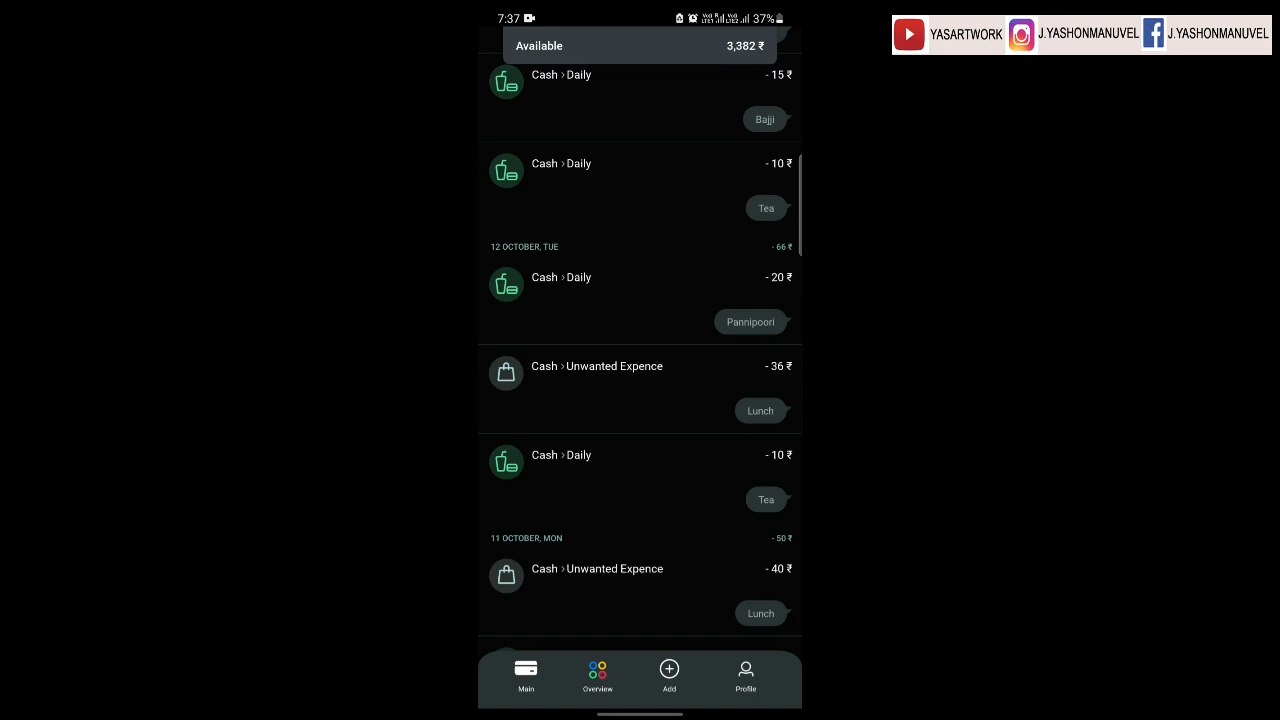 7:37 37%
YASARTWORK J.YASHONMANUVEL J.YASHONMANUVEL
Available 3,382 ₹
Cash › Daily - 15 ₹
Bajji
Cash › Daily - 10 ₹
Tea
12 OCTOBER, TUE - 66 ₹
Cash › Daily - 20 ₹
Pannipoori
Cash › Unwanted Expence - 36 ₹
Lunch
Cash › Daily - 10 ₹
Tea
11 OCTOBER, MON - 50 ₹
Cash › Unwanted Expence - 40 ₹
Lunch
Main Overview Add Profile